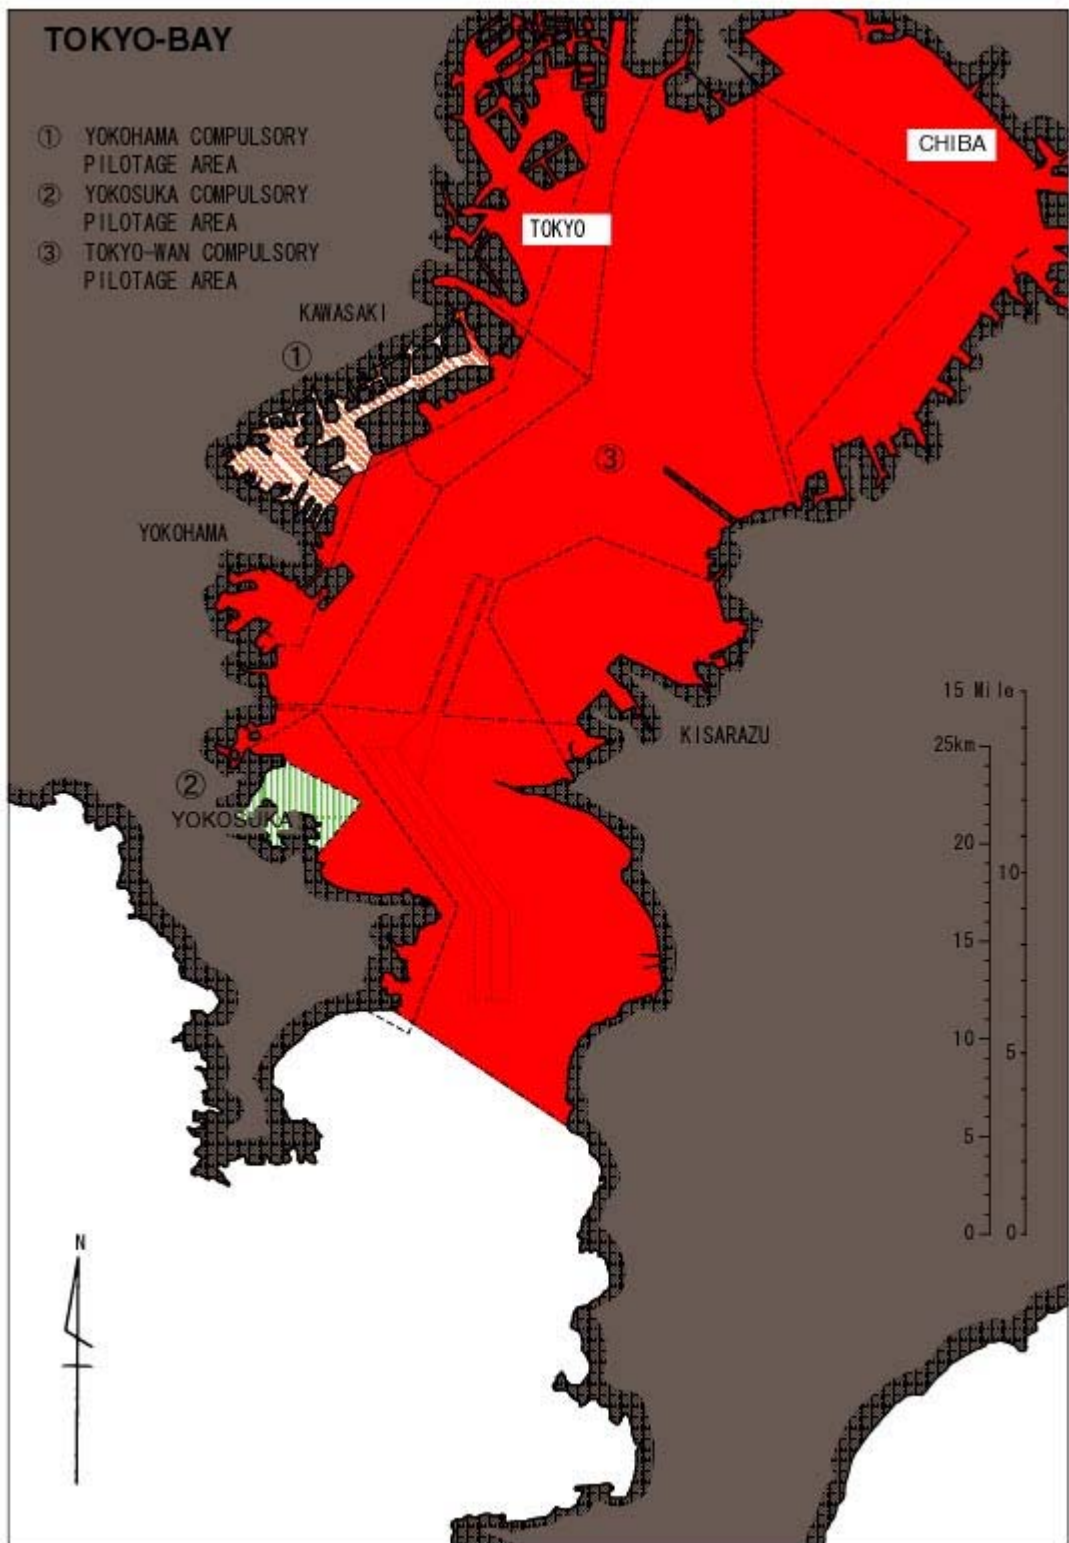 TOKYO-BAY
① YOKOHAMA COMPULSORY
PILOTAGE AREA
② YOKOSUKA COMPULSORY
PILOTAGE AREA
③ TOKYO-WAN COMPULSORY
PILOTAGE AREA
CHIBA
TOKYO
KAWASAKI
①
③
YOKOHAMA
15 Mile
KISARAZU
25km
②
YOKOSUKA
20
10
15
10
5
5
N
0
0